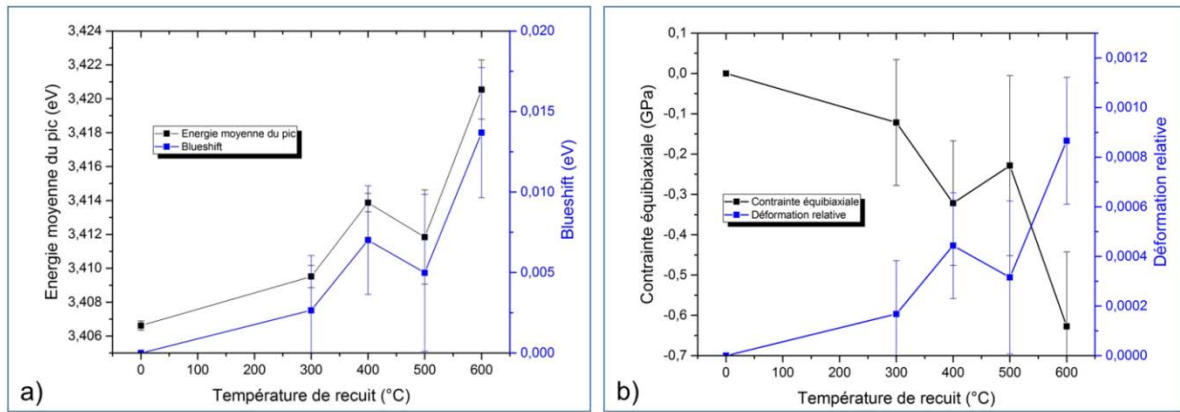 3,424
3,422
3,420
3,418
3,416
3,414
3,412
3,410
3,408
3,406
Energie moyenne du pic (eV)
Energie moyenne du pic
Blueshift
0,020
0,015
0,010
0,005
0,000
Blueshift (eV)
0 100 200 300 400 500 600
Température de recuit (°C)
a)
0,1
0,0
-0,1
-0,2
-0,3
-0,4
-0,5
-0,6
-0,7
Contrainte équibiaxiale (GPa)
Contrainte équibiaxiale
Déformation relative
0,0012
0,0010
0,0008
0,0006
0,0004
0,0002
0,0000
Déformation relative
0 100 200 300 400 500 600
Température de recuit (°C)
b)